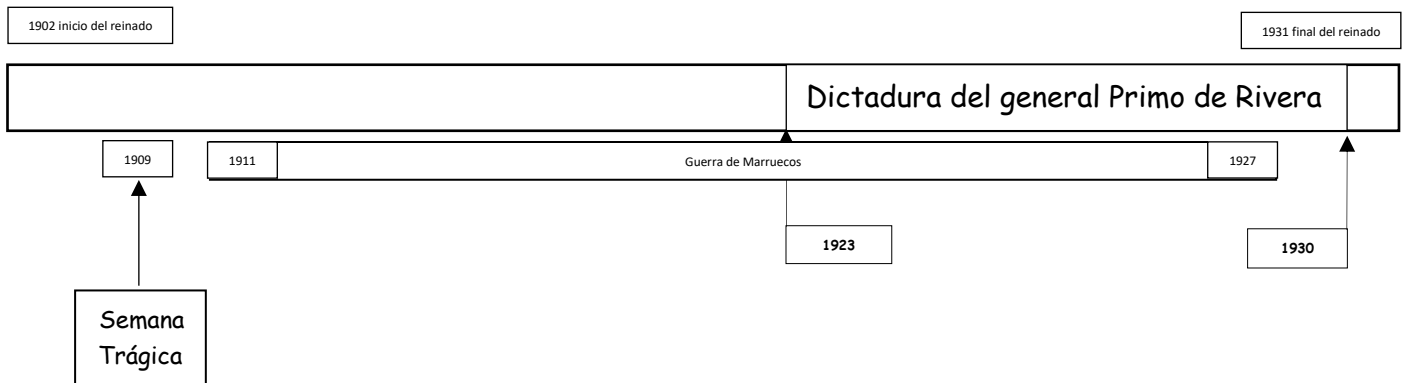 1902 inicio del reinado
1931 final del reinado
Dictadura del general Primo de Rivera
1909
1911
Guerra de Marruecos
1927
1923
1930
Semana
Trágica